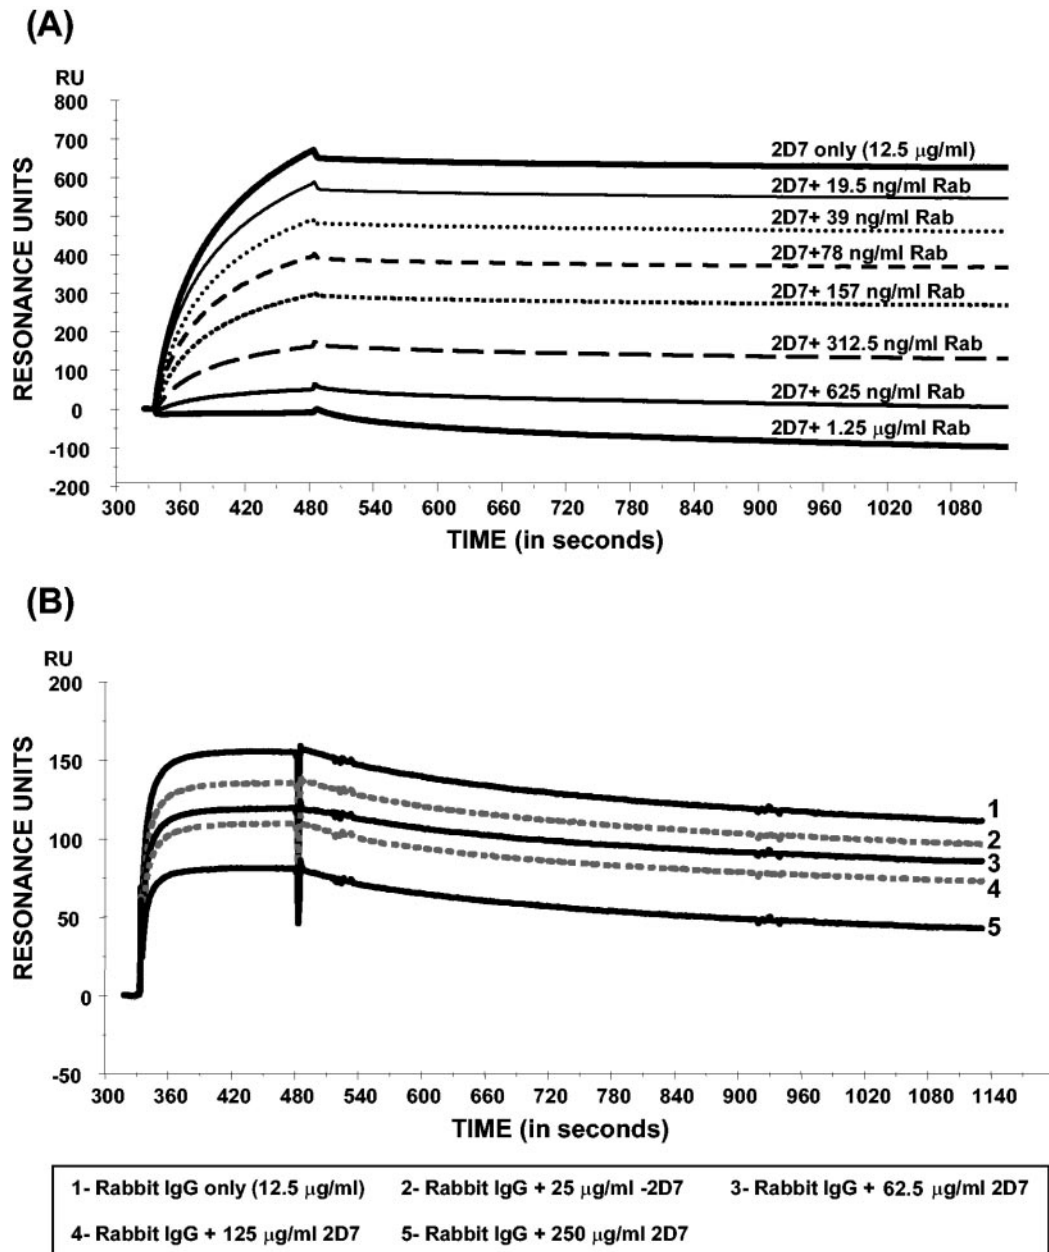 (A)
RU
800
700
600
500
400
300
200
100
0
-100
-200
RESONANCE UNITS
2D7 only (12.5 µg/ml)
2D7+ 19.5 ng/ml Rab
2D7+ 39 ng/ml Rab
2D7+78 ng/ml Rab
2D7+ 157 ng/ml Rab
2D7+ 312.5 ng/ml Rab
2D7+ 625 ng/ml Rab
2D7+ 1.25 µg/ml Rab
300 360 420 480 540 600 660 720 780 840 900 960 1020 1080
TIME (in seconds)
(B)
RU
200
150
100
50
0
-50
RESONANCE UNITS
1
2
3
4
5
300 360 420 480 540 600 660 720 780 840 900 960 1020 1080 1140
TIME (in seconds)
1- Rabbit IgG only (12.5 µg/ml) 2- Rabbit IgG + 25 µg/ml -2D7 3- Rabbit IgG + 62.5 µg/ml 2D7
4- Rabbit IgG + 125 µg/ml 2D7 5- Rabbit IgG + 250 µg/ml 2D7